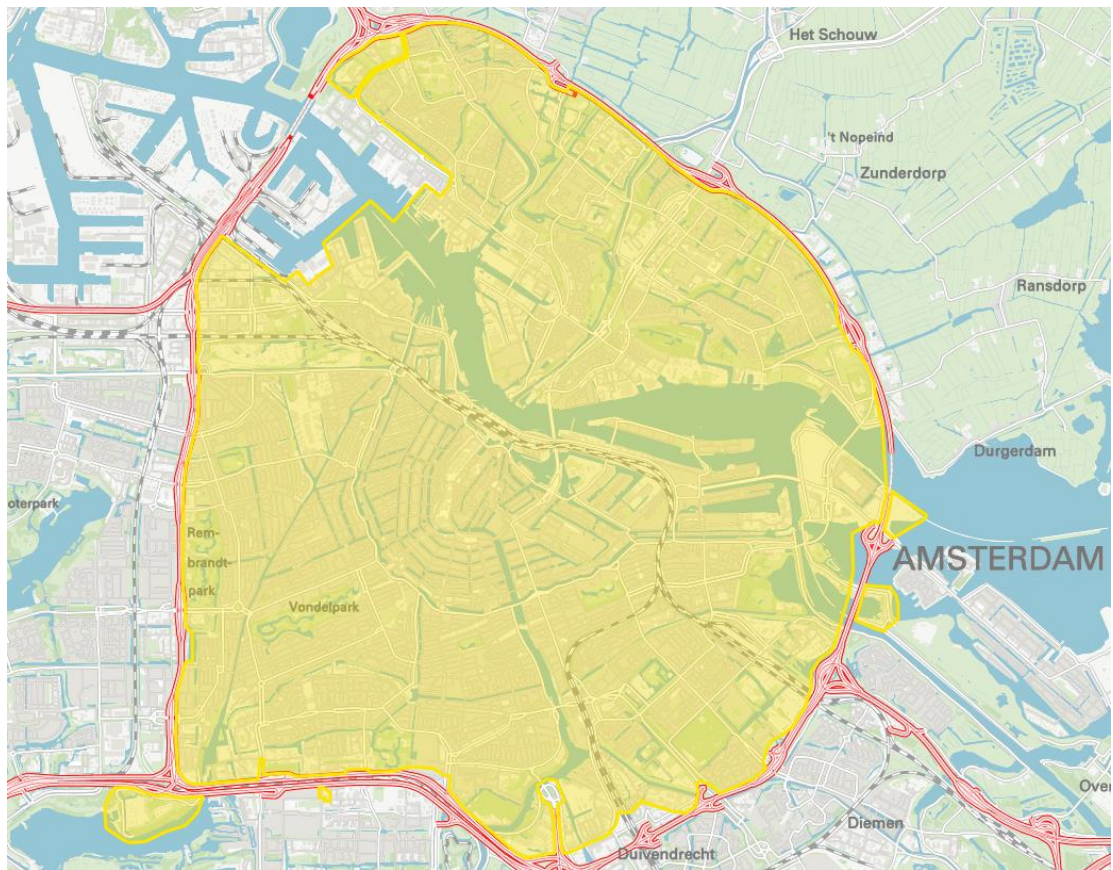 Het Schouw
't Nopeind
Zunderdorp
Ransdorp
Durgerdam
oterpark
Rem-
brandt-
park
AMSTERDAM
Vondelpark
Over
Diemen
Duivendrecht